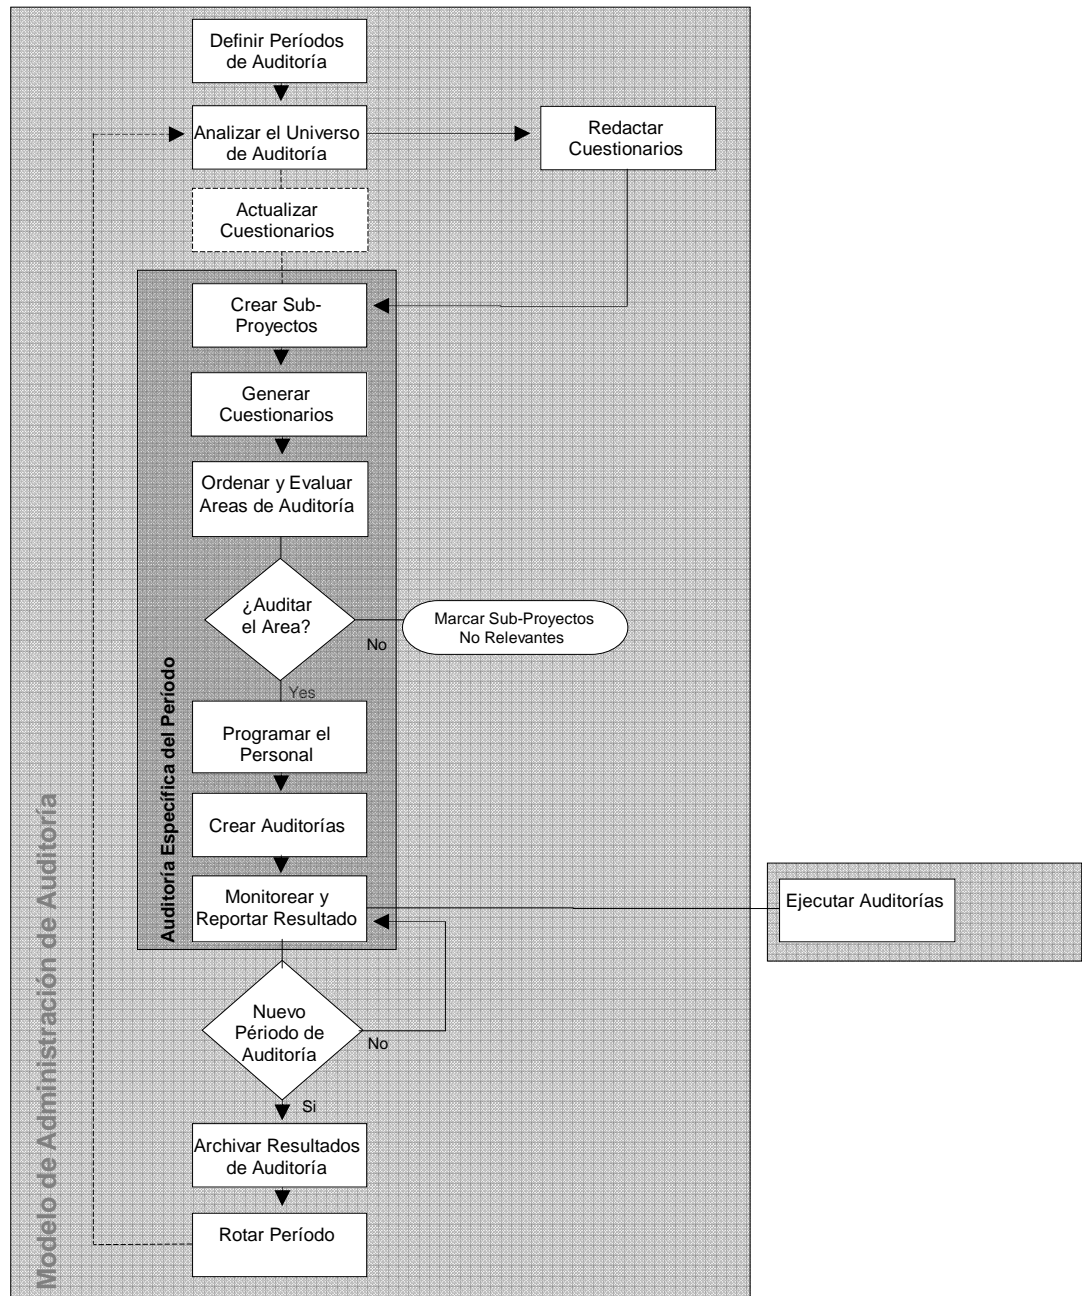 Definir Períodos
de Auditoría
Analizar el Universo
de Auditoría
Redactar
Cuestionarios
Actualizar
Cuestionarios
Crear Sub-
Proyectos
Generar
Cuestionarios
Ordenar y Evaluar
Areas de Auditoría
¿Auditar
el Area?
No
Marcar Sub-Proyectos
No Relevantes
Yes
Programar el
Personal
Crear Auditorías
Monitorear y
Reportar Resultado
Auditoría Específica del Período
Ejecutar Auditorías
Nuevo
Périodo de
Auditoría
No
Si
Archivar Resultados
de Auditoría
Rotar Período
Modelo de Administración de Auditoría